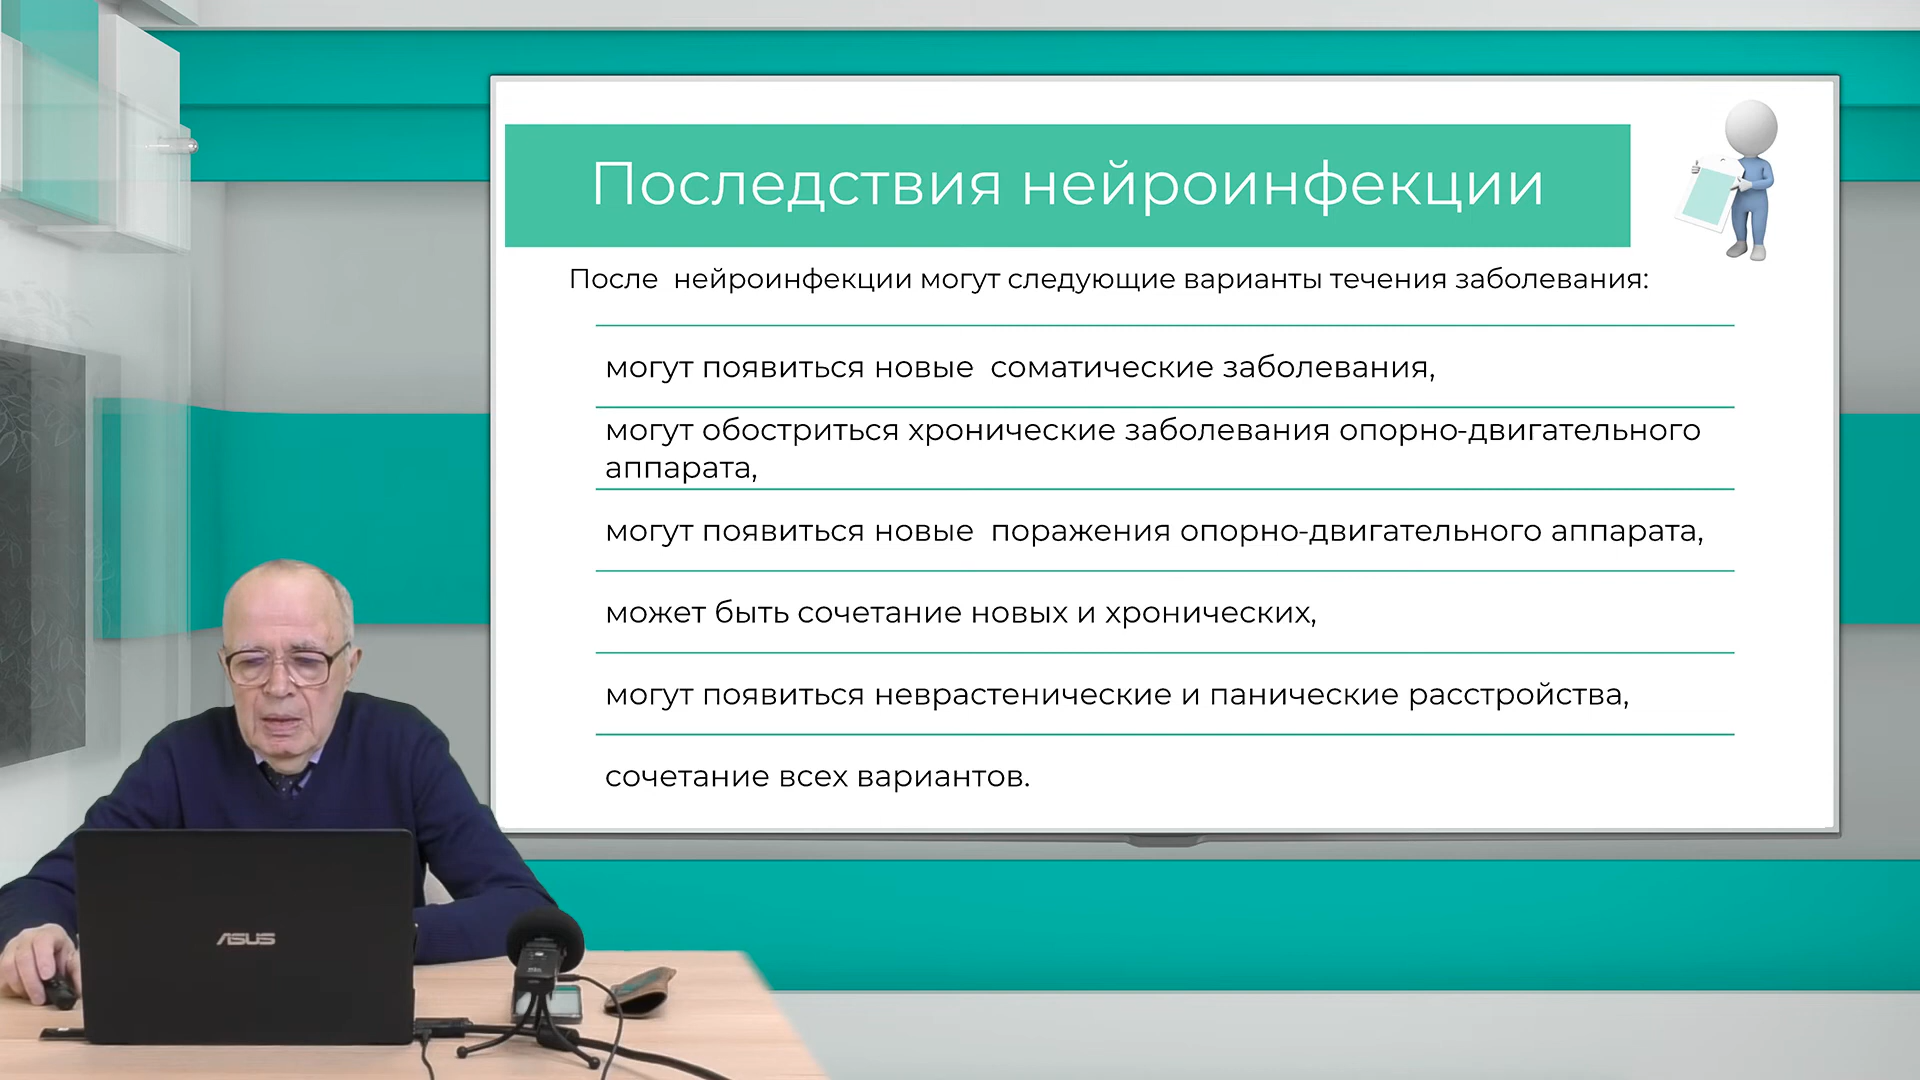 Последствия нейроинфекции
После нейроинфекции могут следующие варианты течения заболевания:
могут появиться новые соматические заболевания,
могут обостриться хронические заболевания опорно-двигательного
аппарата,
могут появиться новые поражения опорно-двигательного аппарата,
может быть сочетание новых и хронических,
могут появиться неврастенические и панические расстройства,
сочетание всех вариантов.
ASUS